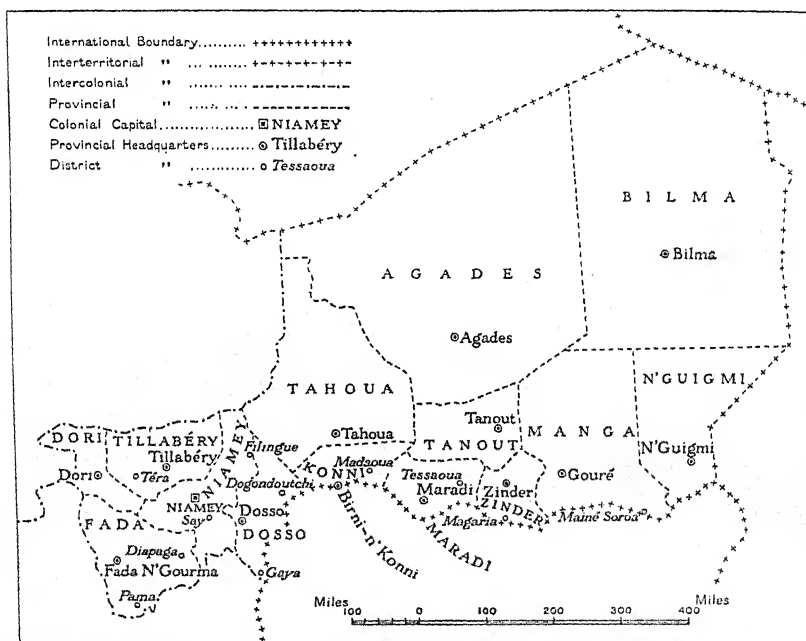 International Boundary
Interterritorial "
Intercolonial "
Provincial "
Colonial Capital NIAMEY
Provincial Headquarters Tillabéry
District " Tessaoua
BILMA
Bilma
AGADES
Agades
TAHOUA
N'GUIGMI
Tanout
MANGA
DORI
TILLABÉRY
Tillabéry
NIAMEY
Filingue
Tahoua
TANOUT
N'Guigmi
Dori
Téra
KONNI
Madaoua
Tessaoua
Gouré
Dogondoutchi
Maradi
Zinder
NIAMEY
Birni-n'Konni
ZINDER
FADA
Say
Dosso
Magaria
Maïné Soroa
DOSSO
MARADI
Diapaga
Fada N'Gourma
Gaya
Pama
Miles
Miles
100 0 100 200 300 400